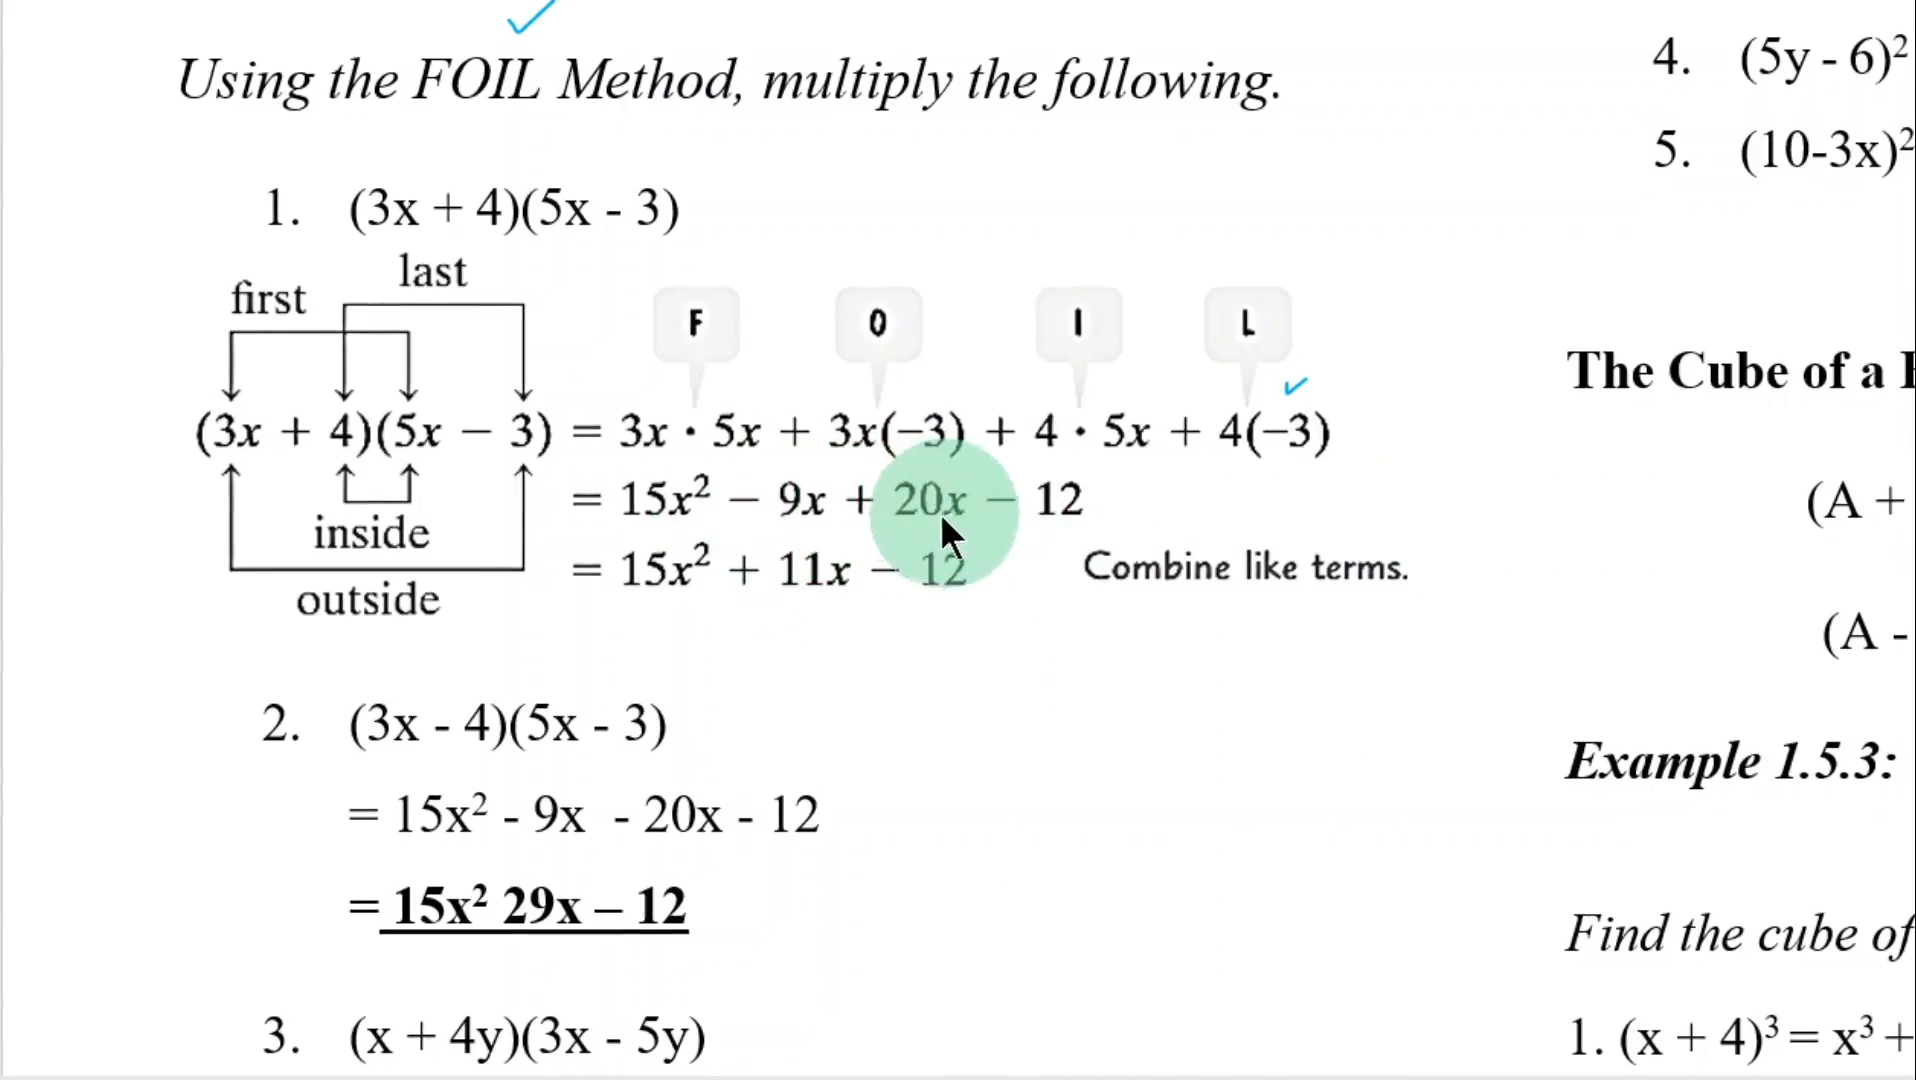 Using the FOIL Method, multiply the following.
1. (3x + 4)(5x - 3)
last
first
F O I L
(3x + 4)(5x − 3) = 3x · 5x + 3x(−3) + 4 · 5x + 4(−3)
= 15x² − 9x + 20x − 12
inside
= 15x² + 11x − 12 Combine like terms.
outside
2. (3x - 4)(5x - 3)
= 15x² - 9x - 20x - 12
= 15x² 29x – 12
3. (x + 4y)(3x - 5y)
4. (5y - 6)²
5. (10-3x)²
The Cube of a
(A +
(A -
Example 1.5.3:
Find the cube of
1. (x + 4)³ = x³ +